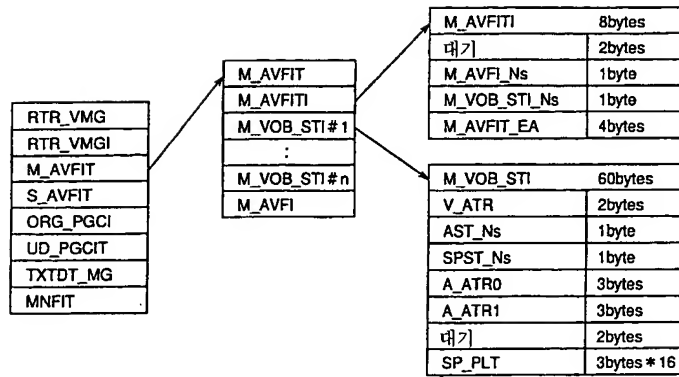 RTR_VMG
RTR_VMGI
M_AVFIT
S_AVFIT
ORG_PGCI
UD_PGCIT
TXTDT_MG
MNFIT
M_AVFIT
M_AVFITI
M_VOB_STI#1
:
M_VOB_STI#n
M_AVFI
M_AVFITI 8bytes
대기 2bytes
M_AVFI_Ns 1byte
M_VOB_STI_Ns 1byte
M_AVFIT_EA 4bytes
M_VOB_STI 60bytes
V_ATR 2bytes
AST_Ns 1byte
SPST_Ns 1byte
A_ATR0 3bytes
A_ATR1 3bytes
대기 2bytes
SP_PLT 3bytes*16